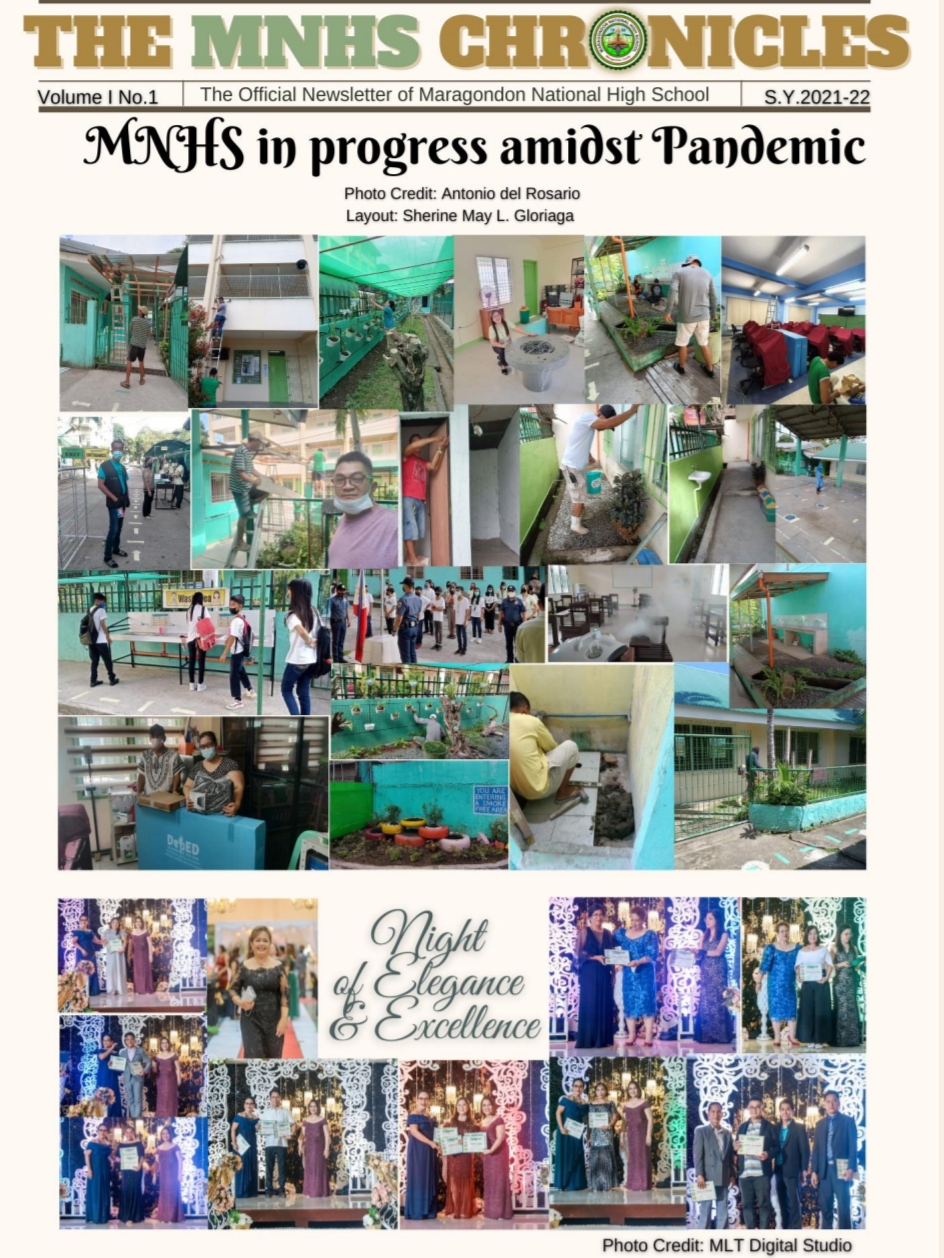 THE MNHS CHRONICLES
Volume I No.1
The Official Newsletter of Maragondon National High School
S.Y.2021-22
MNHS in progress amidst Pandemic
Photo Credit: Antonio del Rosario
Layout: Sherine May L. Gloriaga
Was
DepED
YOU ARE
ENTERING
A SMOKE
FREE AREA
Night
of Elegance
& Excellence
Photo Credit: MLT Digital Studio